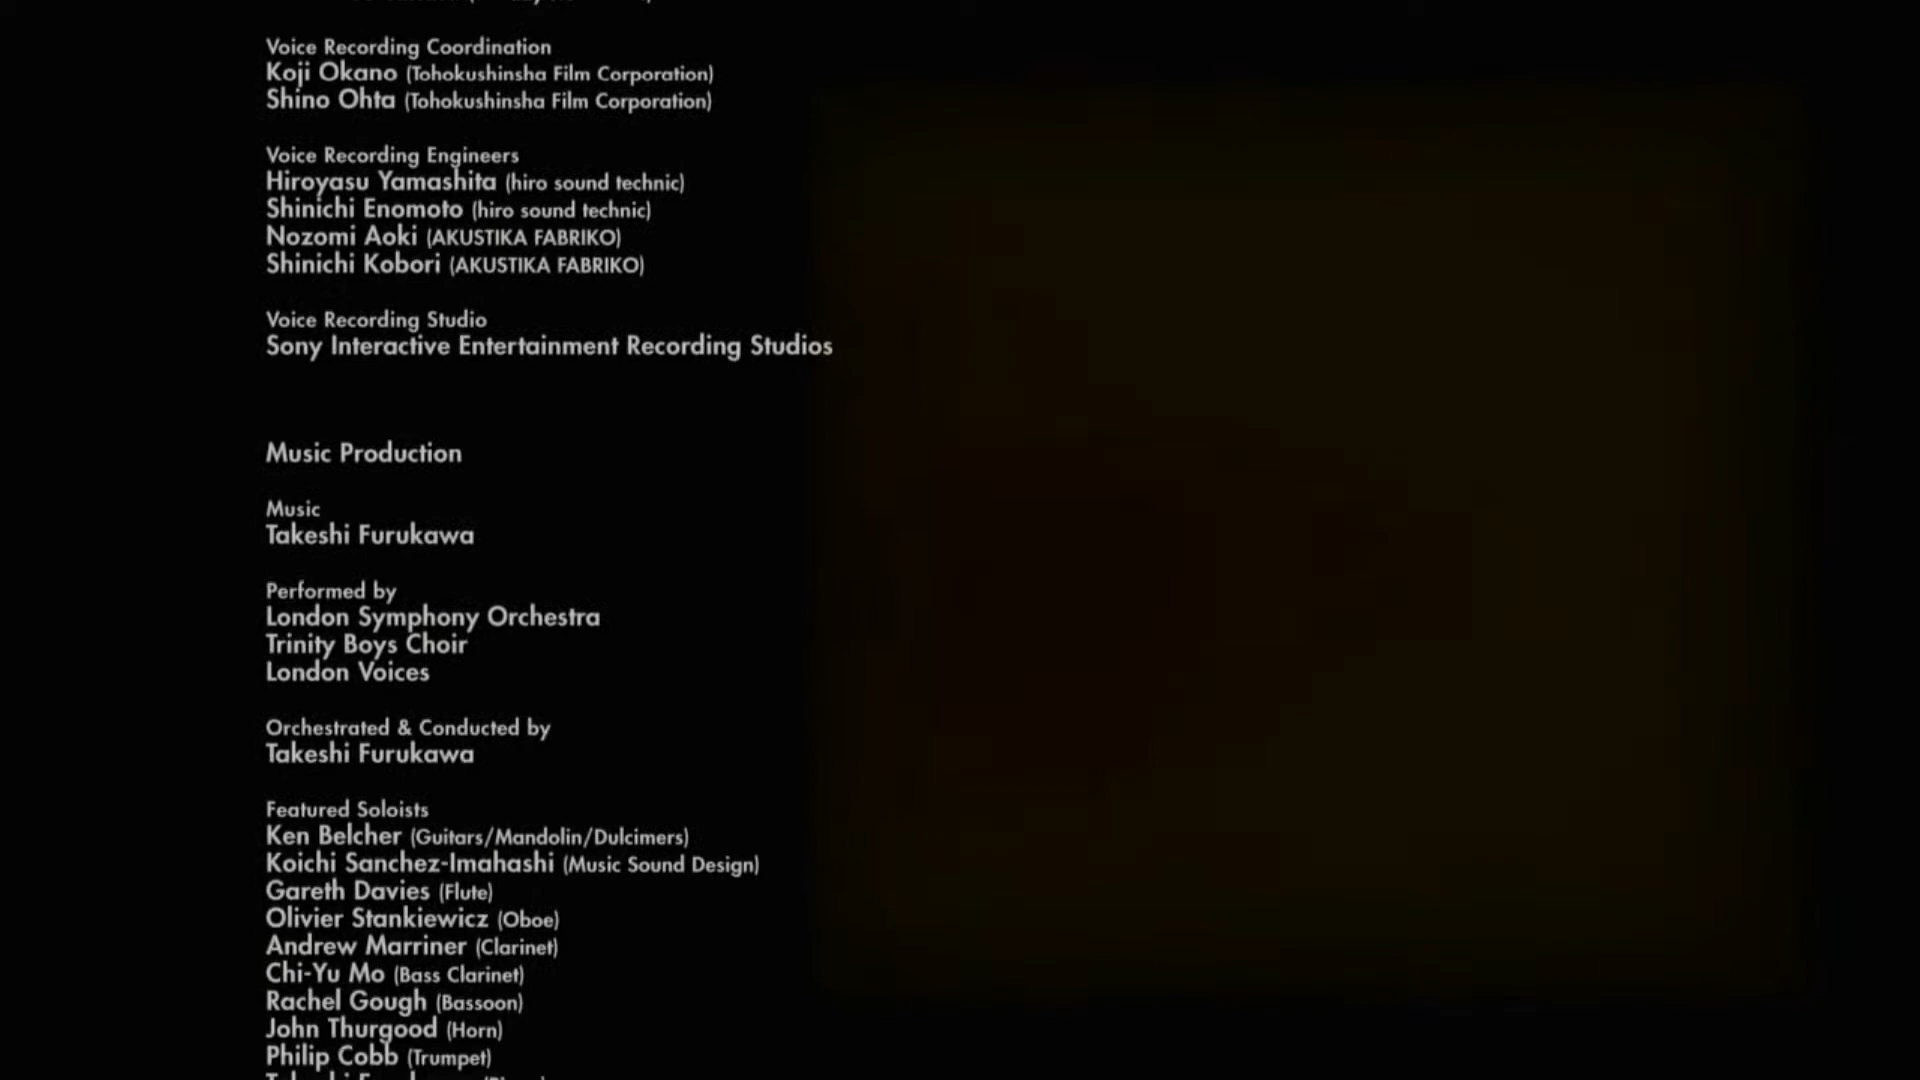 Voice Recording Coordination
Koji Okano (Tohokushinsha Film Corporation)
Shino Ohta (Tohokushinsha Film Corporation)
Voice Recording Engineers
Hiroyasu Yamashita (hiro sound technic)
Shinichi Enomoto (hiro sound technic)
Nozomi Aoki (AKUSTIKA FABRIKO)
Shinichi Kobori (AKUSTIKA FABRIKO)
Voice Recording Studio
Sony Interactive Entertainment Recording Studios
Music Production
Music
Takeshi Furukawa
Performed by
London Symphony Orchestra
Trinity Boys Choir
London Voices
Orchestrated & Conducted by
Takeshi Furukawa
Featured Soloists
Ken Belcher (Guitars/Mandolin/Dulcimers)
Koichi Sanchez-Imahashi (Music Sound Design)
Gareth Davies (Flute)
Olivier Stankiewicz (Oboe)
Andrew Marriner (Clarinet)
Chi-Yu Mo (Bass Clarinet)
Rachel Gough (Bassoon)
John Thurgood (Horn)
Philip Cobb (Trumpet)